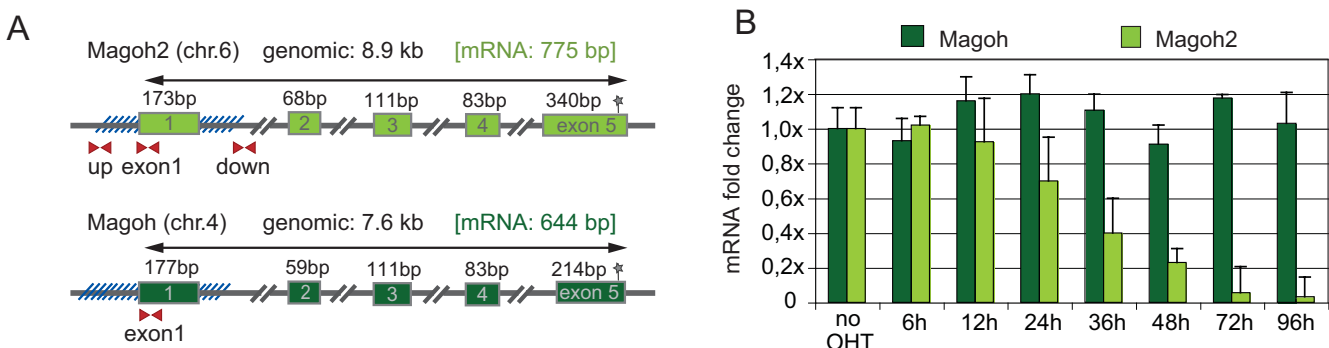 A
Magoh2 (chr.6) genomic: 8.9 kb [mRNA: 775 bp]
173bp 68bp 111bp 83bp 340bp
1 2 3 4 exon 5
up exon1 down
Magoh (chr.4) genomic: 7.6 kb [mRNA: 644 bp]
177bp 59bp 111bp 83bp 214bp
1 2 3 4 exon 5
exon1
B
Magoh Magoh2
mRNA fold change
1,4x
1,2x
1,0x
0,8x
0,6x
0,4x
0,2x
0
no 6h 12h 24h 36h 48h 72h 96h
OHT